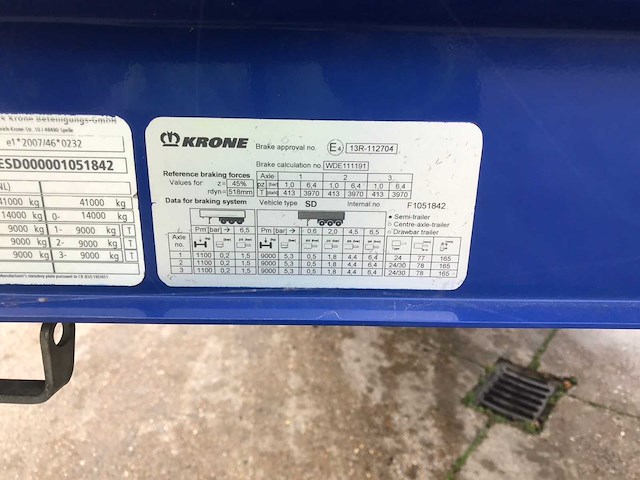 Krone Beteiligungs-GmbH
e1*2007/46*0232
ESD000001051842
41000 kg 41000 kg
14000 kg 0- 14000 kg
9000 kg 1- 9000 kg T
9000 kg 2- 9000 kg T
9000 kg 3- 9000 kg T
KRONE
Brake approval no. E4 13R-112704
Brake calculation no. WDE111191
Reference braking forces
Values for z= 45%
rdyn= 518mm
Axle 1 2 3
pz [bar] 1,0 6,4 1,0 6,4 1,0 6,4
T [daN] 413 3970 413 3970 413 3970
Data for braking system
Vehicle type SD Internal no. F1051842
Semi-trailer
Centre-axle-trailer
Drawbar trailer
Pm [bar] → 6,5 Pm [bar] → 0,6 2,0 4,5 6,5
Axle no.
1 1100 0,2 1,5 9000 5,3 0,5 1,8 4,4 6,4 24 77 165
2 1100 0,2 1,5 9000 5,3 0,5 1,8 4,4 6,4 24/30 78 165
3 1100 0,2 1,5 9000 5,3 0,5 1,8 4,4 6,4 24/30 78 165